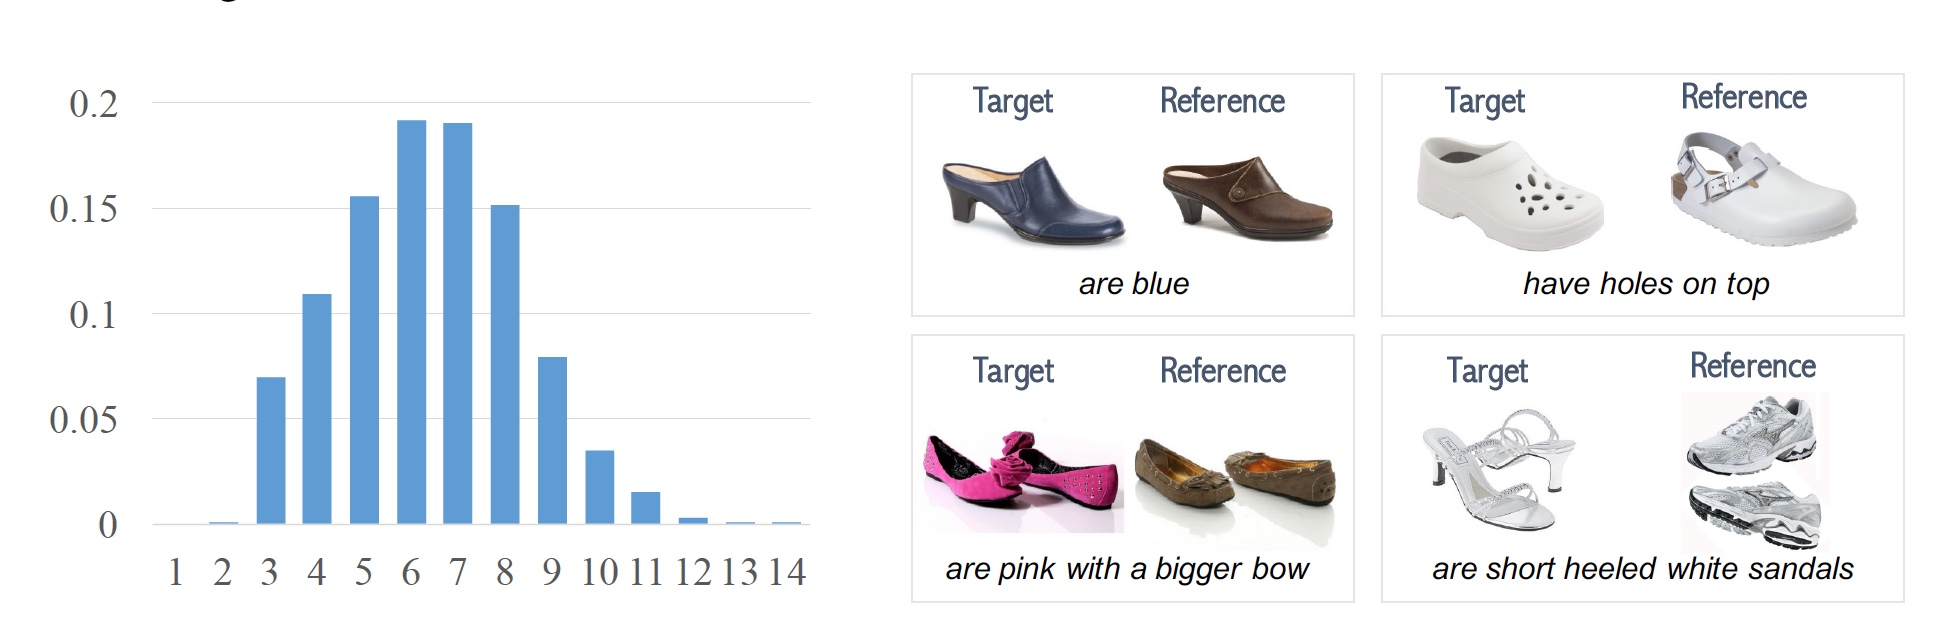 0.2
0.15
0.1
0.05
0
1 2 3 4 5 6 7 8 9 10 11 12 13 14
Target Reference
are blue
Target Reference
have holes on top
Target Reference
are pink with a bigger bow
Target Reference
are short heeled white sandals